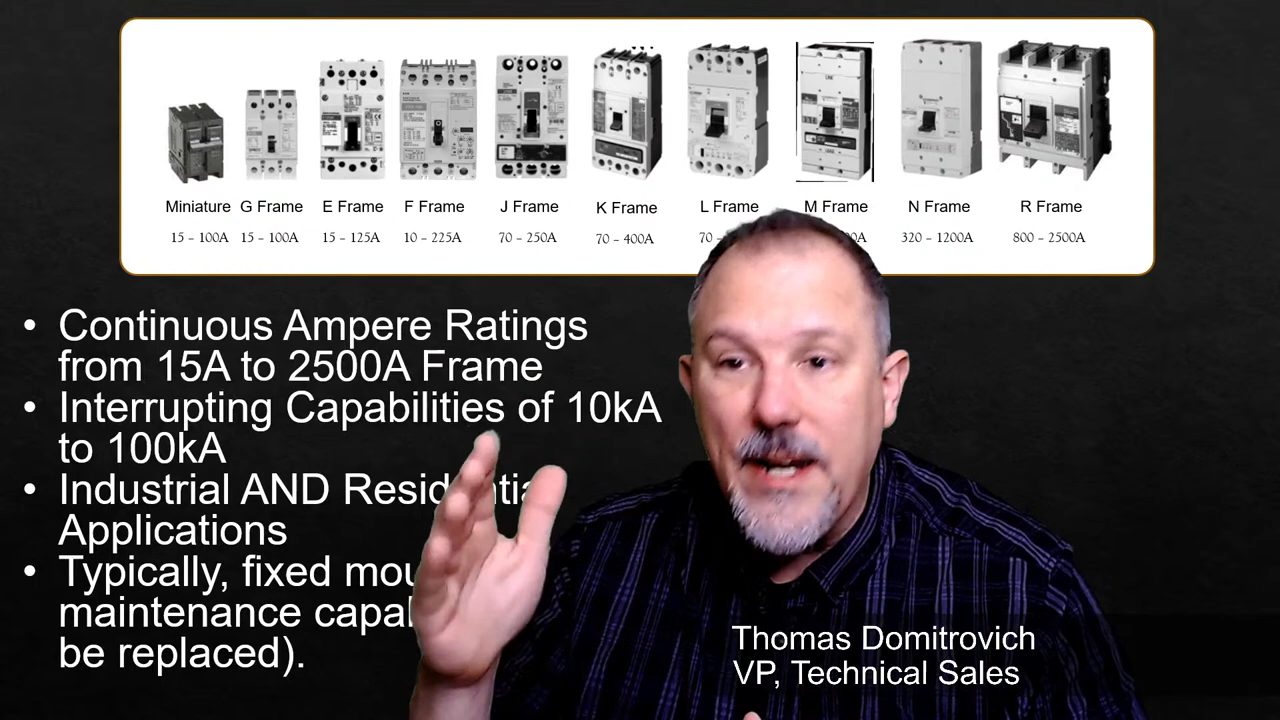 Miniature G Frame E Frame F Frame J Frame K Frame L Frame M Frame N Frame R Frame
15 – 100A 15 – 100A 15 – 125A 10 – 225A 70 – 250A 70 – 400A 70 – 320 – 1200A 800 – 2500A
• Continuous Ampere Ratings
from 15A to 2500A Frame
• Interrupting Capabilities of 10kA
to 100kA
• Industrial AND Residential
Applications
• Typically, fixed
maintenance
be replaced).
Thomas Domitrovich
VP, Technical Sales